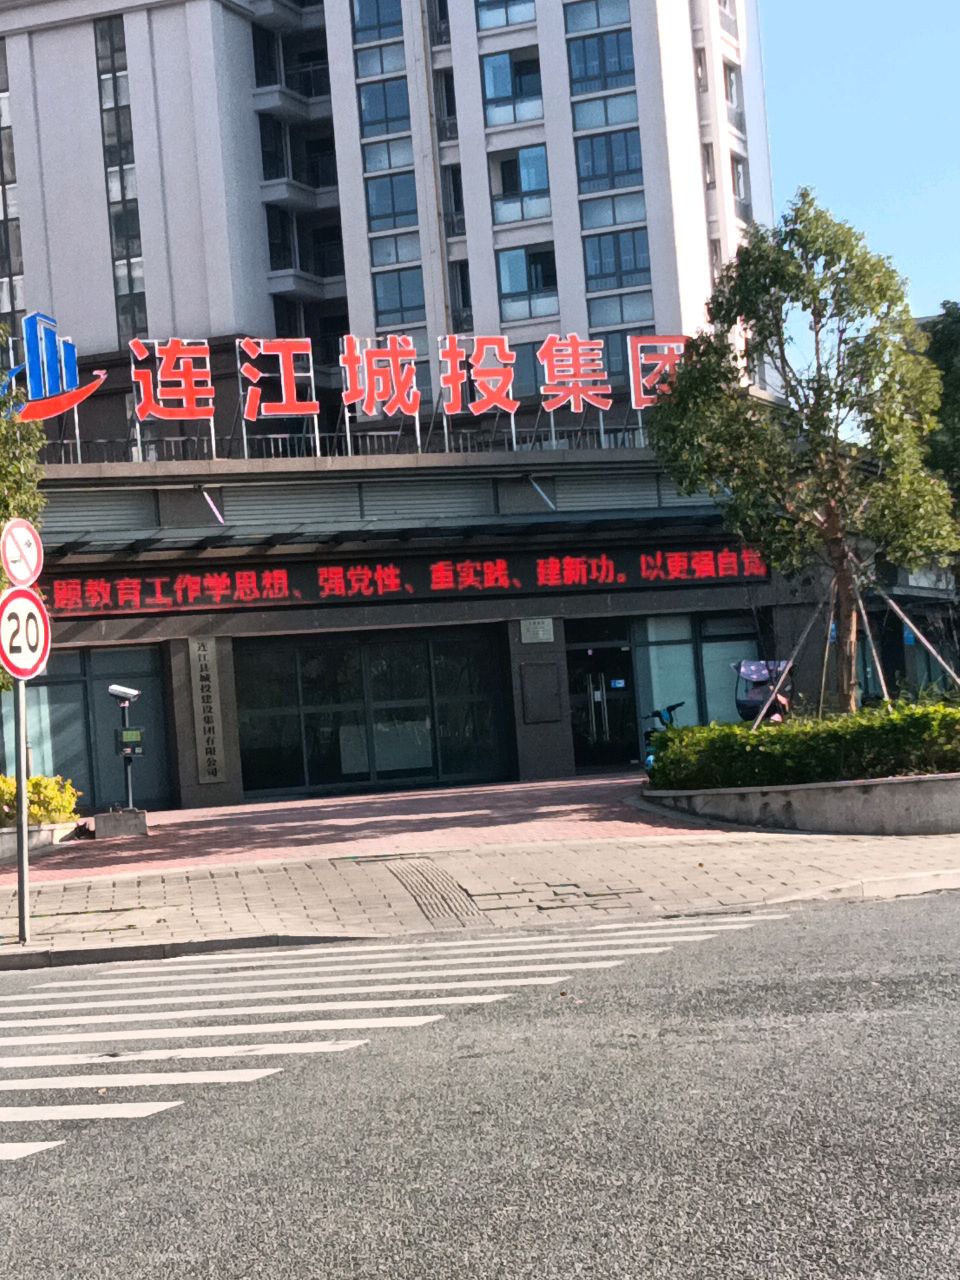 连江城投集团
题教育工作学思想、强党性、重实践、建新功。以更强自觉
20
连江县城投建设集团有限公司